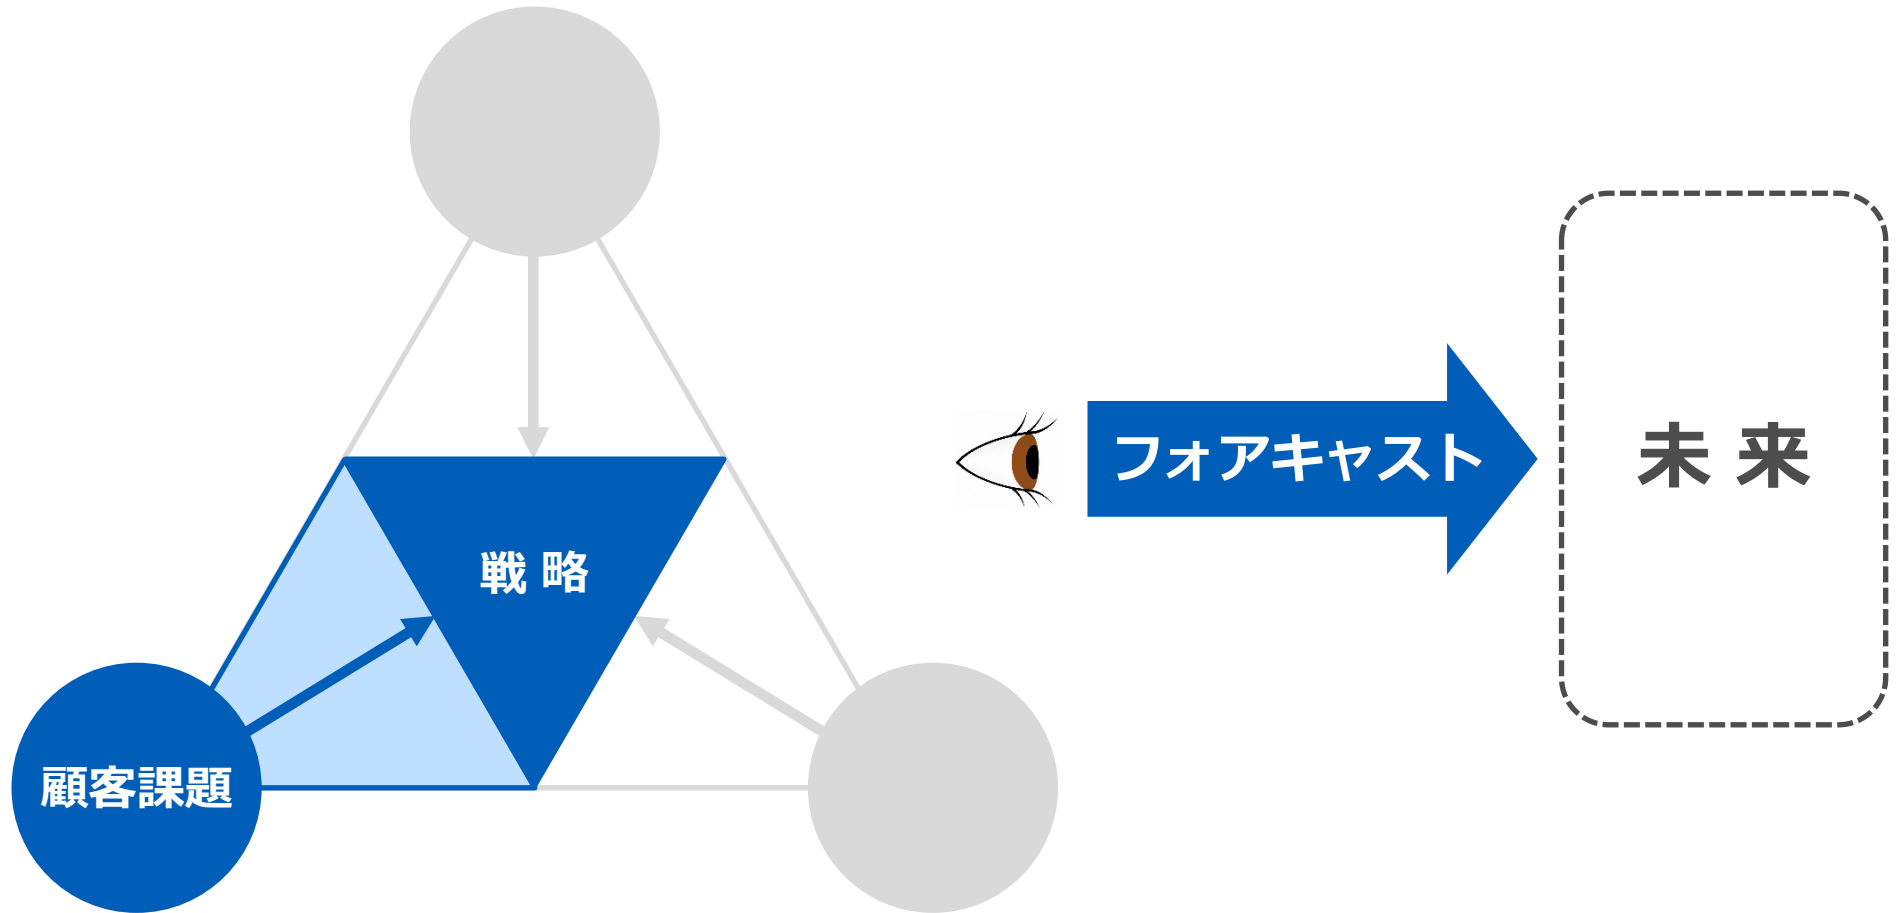 戦 略
顧客課題
フォアキャスト
未 来